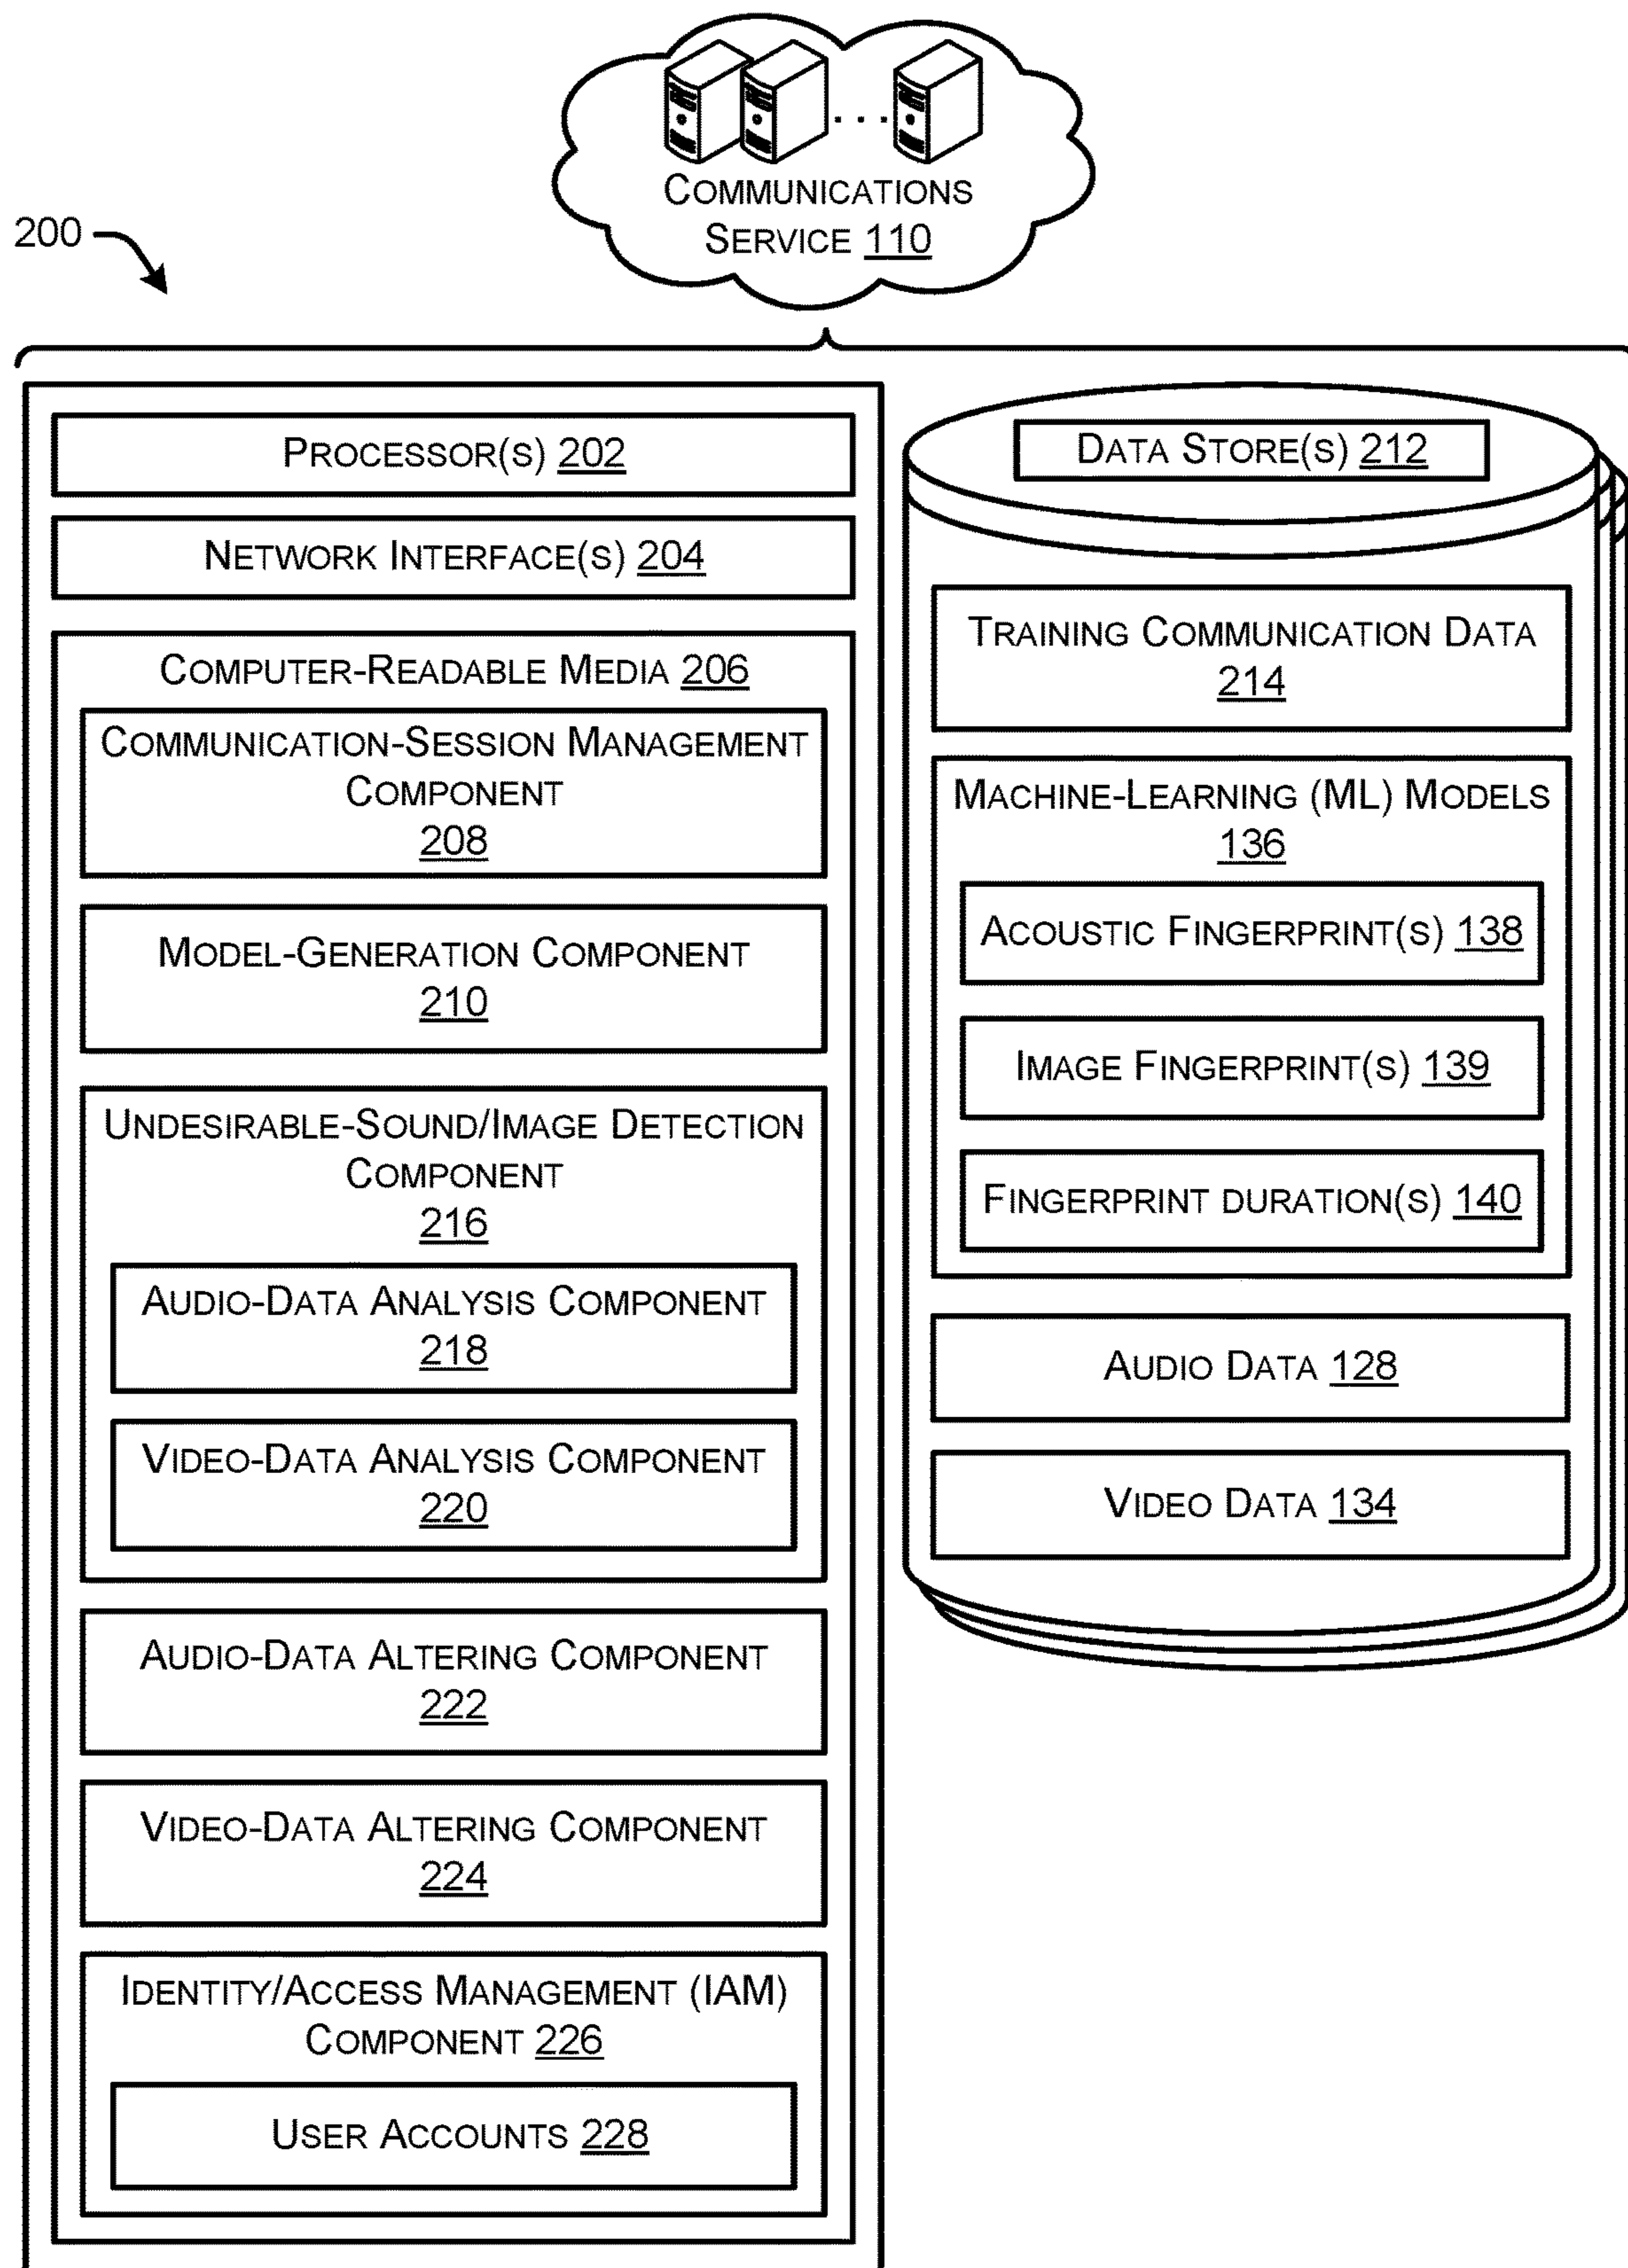 COMMUNICATIONS
SERVICE 110
200
PROCESSOR(S) 202
NETWORK INTERFACE(S) 204
COMPUTER-READABLE MEDIA 206
COMMUNICATION-SESSION MANAGEMENT
COMPONENT
208
MODEL-GENERATION COMPONENT
210
UNDESIRABLE-SOUND/IMAGE DETECTION
COMPONENT
216
AUDIO-DATA ANALYSIS COMPONENT
218
VIDEO-DATA ANALYSIS COMPONENT
220
AUDIO-DATA ALTERING COMPONENT
222
VIDEO-DATA ALTERING COMPONENT
224
IDENTITY/ACCESS MANAGEMENT (IAM)
COMPONENT 226
USER ACCOUNTS 228
DATA STORE(S) 212
TRAINING COMMUNICATION DATA
214
MACHINE-LEARNING (ML) MODELS
136
ACOUSTIC FINGERPRINT(S) 138
IMAGE FINGERPRINT(S) 139
FINGERPRINT DURATION(S) 140
AUDIO DATA 128
VIDEO DATA 134